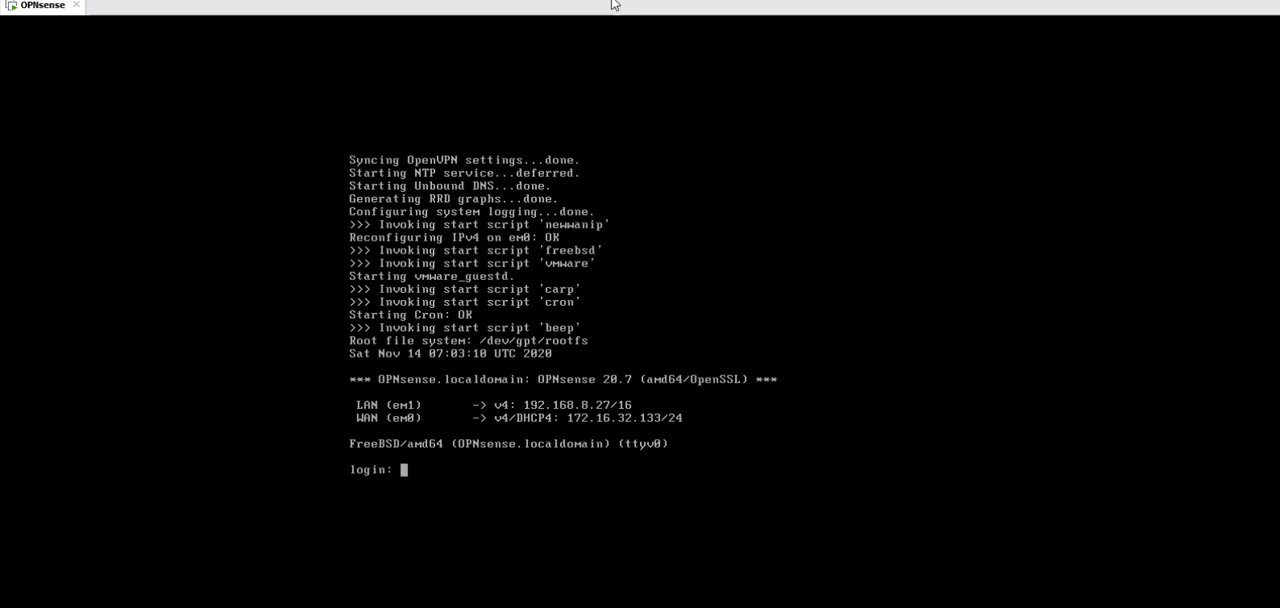 OPNsense
Syncing OpenVPN settings...done.
Starting NTP service...deferred.
Starting Unbound DNS...done.
Generating RRD graphs...done.
Configuring system logging...done.
>>> Invoking start script 'newwanip'
Reconfiguring IPv4 on em0: OK
>>> Invoking start script 'freebsd'
>>> Invoking start script 'vmware'
Starting vmware_guestd.
>>> Invoking start script 'carp'
>>> Invoking start script 'cron'
Starting Cron: OK
>>> Invoking start script 'beep'
Root file system: /dev/gpt/rootfs
Sat Nov 14 07:03:10 UTC 2020
*** OPNsense.localdomain: OPNsense 20.7 (amd64/OpenSSL) ***
LAN (em1) -> v4: 192.168.8.27/16
WAN (em0) -> v4/DHCP4: 172.16.32.133/24
FreeBSD/amd64 (OPNsense.localdomain) (ttyv0)
login: